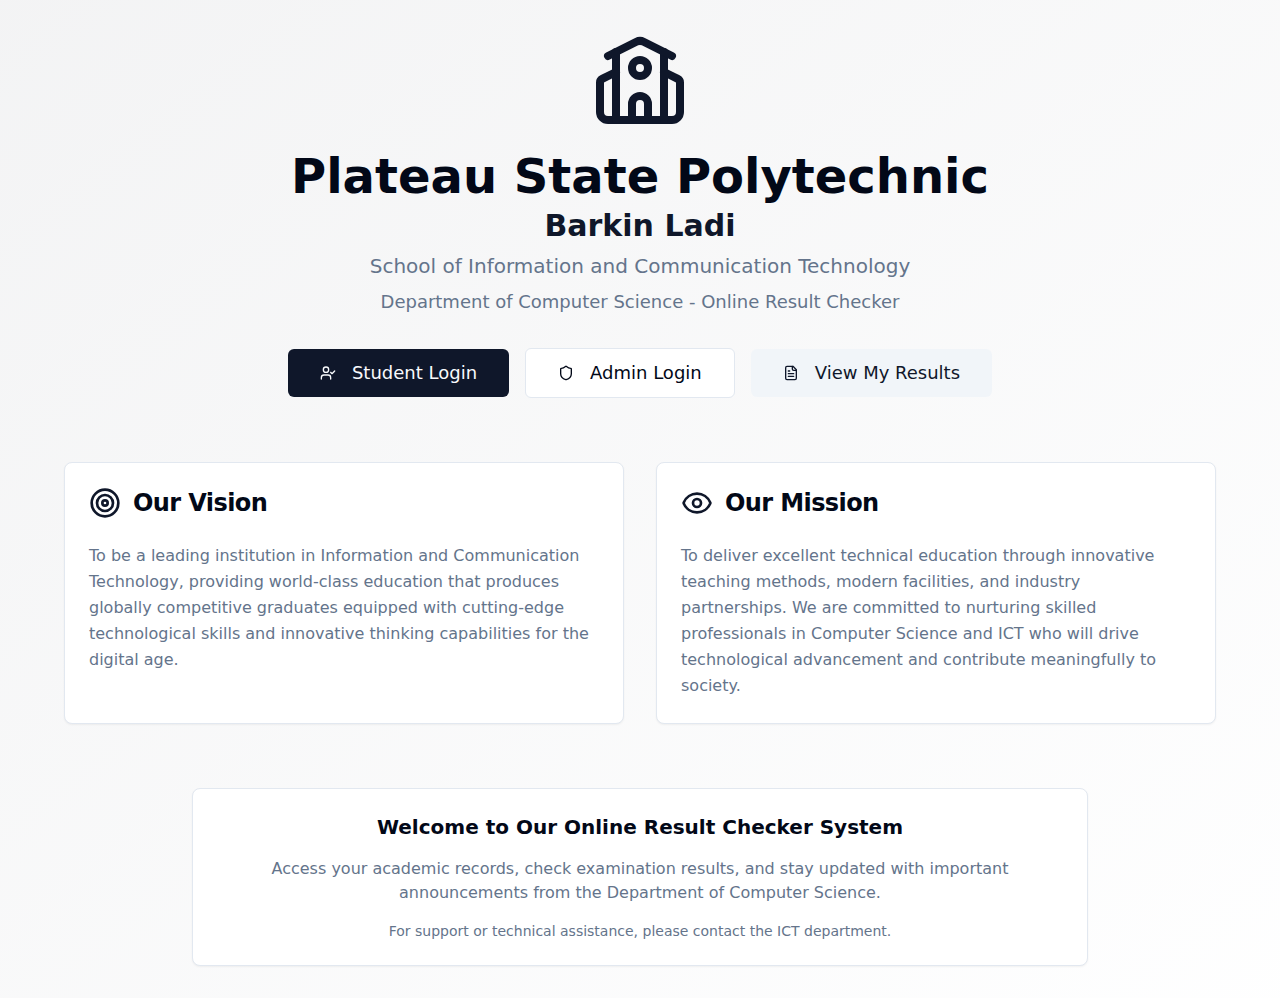 Plateau State Polytechnic
Barkin Ladi
School of Information and Communication Technology
Department of Computer Science - Online Result Checker
Student Login
Admin Login
View My Results
Our Vision
To be a leading institution in Information and Communication
Technology, providing world-class education that produces
globally competitive graduates equipped with cutting-edge
technological skills and innovative thinking capabilities for the
digital age.
Our Mission
To deliver excellent technical education through innovative
teaching methods, modern facilities, and industry
partnerships. We are committed to nurturing skilled
professionals in Computer Science and ICT who will drive
technological advancement and contribute meaningfully to
society.
Welcome to Our Online Result Checker System
Access your academic records, check examination results, and stay updated with important
announcements from the Department of Computer Science.
For support or technical assistance, please contact the ICT department.